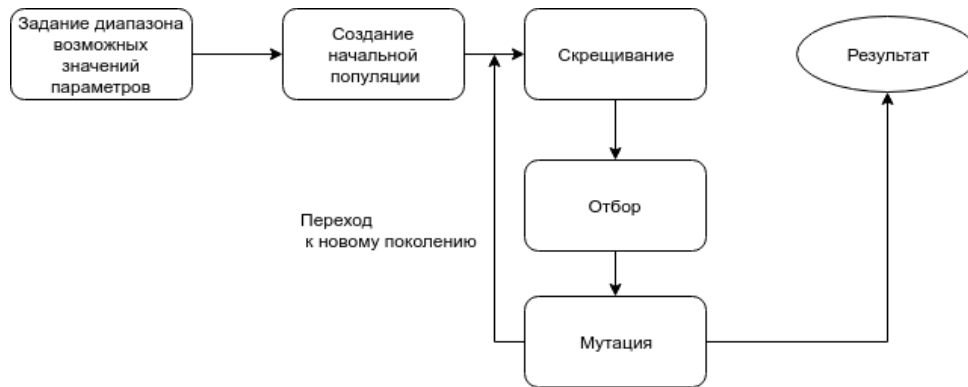 Задание диапазона
возможных
значений
параметров
Создание
начальной
популяции
Скрещивание
Результат
Отбор
Переход
к новому поколению
Мутация